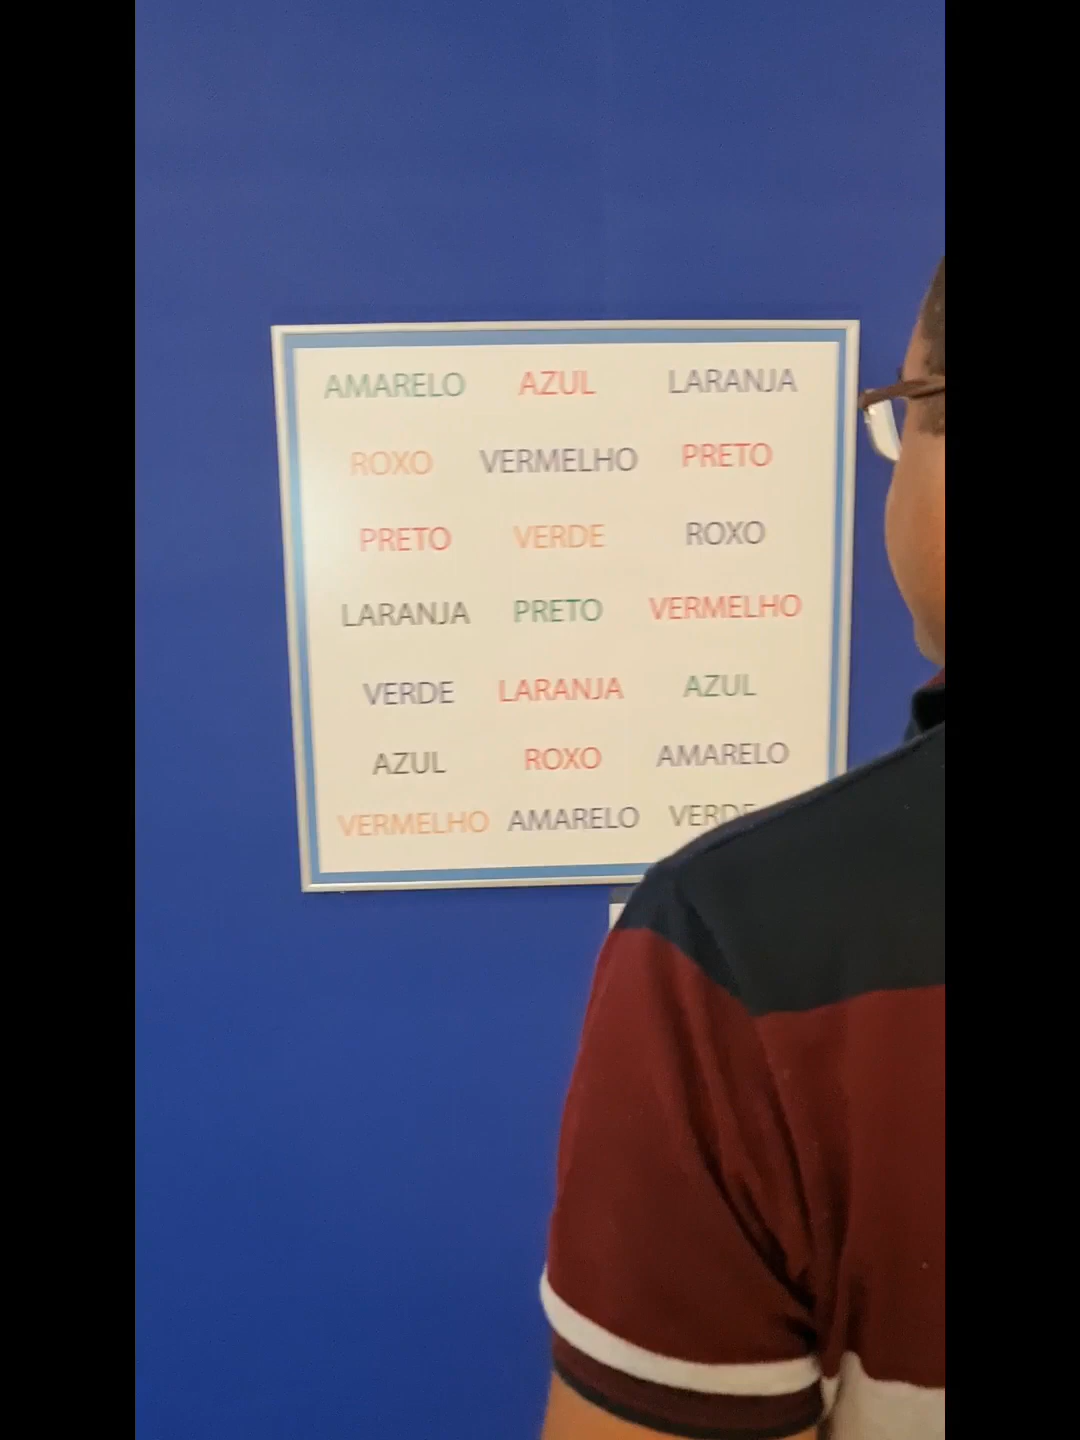 AMARELO AZUL LARANJA
ROXO VERMELHO PRETO
PRETO VERDE ROXO
LARANJA PRETO VERMELHO
VERDE LARANJA AZUL
AZUL ROXO AMARELO
VERMELHO AMARELO VERDE